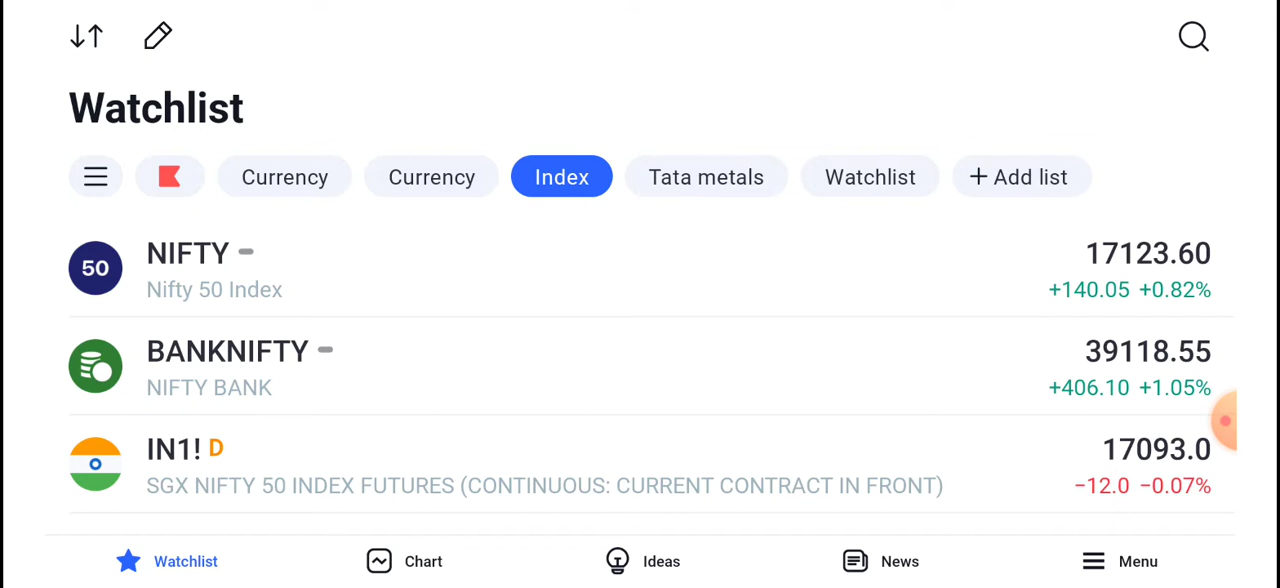 Watchlist
Currency Currency Index Tata metals Watchlist + Add list
50 NIFTY 17123.60
Nifty 50 Index +140.05 +0.82%
BANKNIFTY 39118.55
NIFTY BANK +406.10 +1.05%
IN1! D 17093.0
SGX NIFTY 50 INDEX FUTURES (CONTINUOUS: CURRENT CONTRACT IN FRONT) −12.0 −0.07%
Watchlist Chart Ideas News Menu